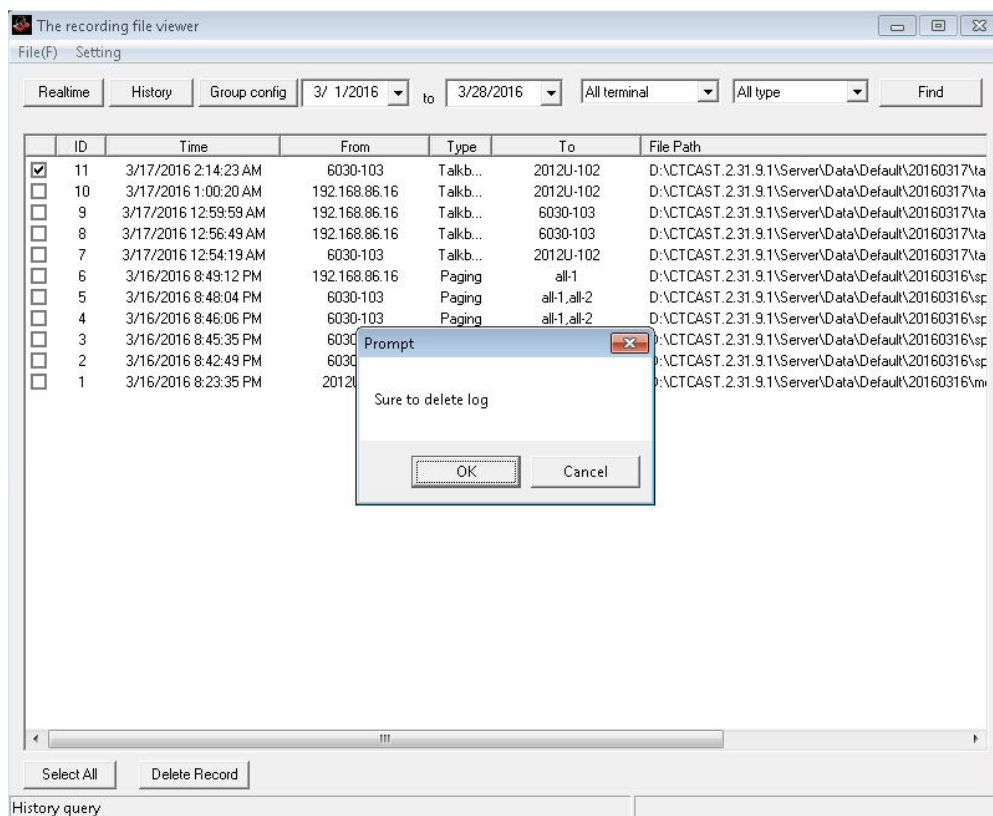 The recording file viewer
File(F) Setting
Realtime History Group config 3/ 1/2016 to 3/28/2016 All terminal All type Find
ID Time From Type To File Path
11 3/17/2016 2:14:23 AM 6030-103 Talkb... 2012U-102 D:\CTCAST.2.31.9.1\Server\Data\Default\20160317\ta
10 3/17/2016 1:00:20 AM 192.168.86.16 Talkb... 2012U-102 D:\CTCAST.2.31.9.1\Server\Data\Default\20160317\ta
9 3/17/2016 12:59:59 AM 192.168.86.16 Talkb... 6030-103 D:\CTCAST.2.31.9.1\Server\Data\Default\20160317\ta
8 3/17/2016 12:56:49 AM 192.168.86.16 Talkb... 6030-103 D:\CTCAST.2.31.9.1\Server\Data\Default\20160317\ta
7 3/17/2016 12:54:19 AM 6030-103 Talkb... 2012U-102 D:\CTCAST.2.31.9.1\Server\Data\Default\20160317\ta
6 3/16/2016 8:49:12 PM 192.168.86.16 Paging all-1 D:\CTCAST.2.31.9.1\Server\Data\Default\20160316\sp
5 3/16/2016 8:48:04 PM 6030-103 Paging all-1,all-2 D:\CTCAST.2.31.9.1\Server\Data\Default\20160316\sp
4 3/16/2016 8:46:06 PM 6030-103 Paging all-1,all-2 D:\CTCAST.2.31.9.1\Server\Data\Default\20160316\sp
3 3/16/2016 8:45:35 PM 6030 :\CTCAST.2.31.9.1\Server\Data\Default\20160316\sp
2 3/16/2016 8:42:49 PM 6030 :\CTCAST.2.31.9.1\Server\Data\Default\20160316\sp
1 3/16/2016 8:23:35 PM 2012U :\CTCAST.2.31.9.1\Server\Data\Default\20160316\m
Prompt
Sure to delete log
OK Cancel
Select All Delete Record
History query